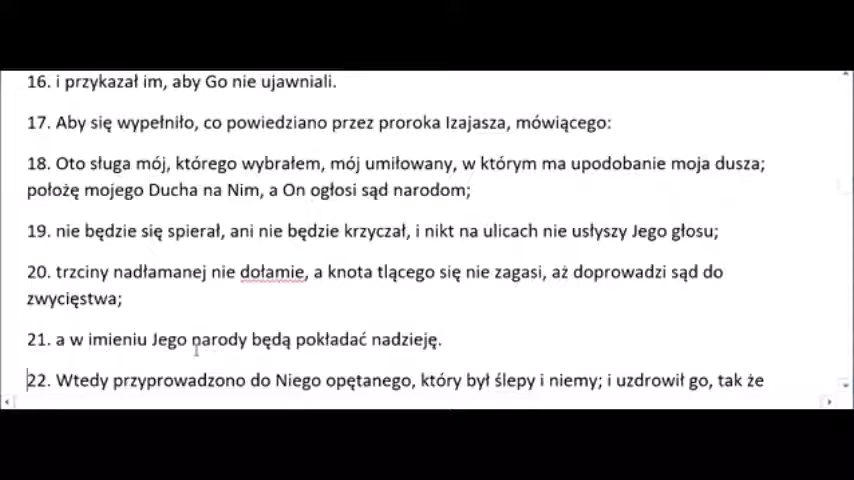 16. i przykazał im, aby Go nie ujawniali.
17. Aby się wypełniło, co powiedziano przez proroka Izajasza, mówiącego:
18. Oto sługa mój, którego wybrałem, mój umiłowany, w którym ma upodobanie moja dusza;
położę mojego Ducha na Nim, a On ogłosi sąd narodom;
19. nie będzie się spierał, ani nie będzie krzyczał, i nikt na ulicach nie usłyszy Jego głosu;
20. trzciny nadłamanej nie dołamie, a knota tlącego się nie zagasi, aż doprowadzi sąd do
zwycięstwa;
21. a w imieniu Jego narody będą pokładać nadzieję.
22. Wtedy przyprowadzono do Niego opętanego, który był ślepy i niemy; i uzdrowił go, tak że